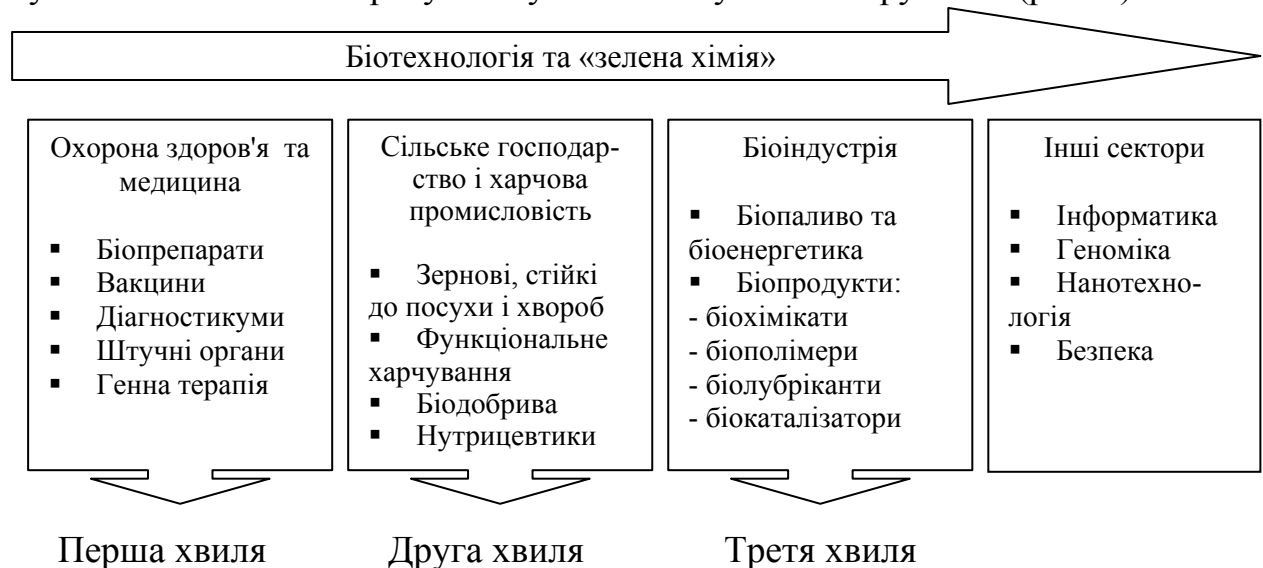 Біотехнологія та «зелена хімія»
Охорона здоров'я та
медицина
▪ Біопрепарати
▪ Вакцини
▪ Діагностикуми
▪ Штучні органи
▪ Генна терапія
Сільське господар-
ство і харчова
промисловість
▪ Зернові, стійкі
до посухи і хвороб
▪ Функціональне
харчування
▪ Біодобрива
▪ Нутрицевтики
Біоіндустрія
▪ Біопаливо та
біоенергетика
▪ Біопродукти:
- біохімікати
- біополімери
- біолубріканти
- біокаталізатори
Інші сектори
▪ Інформатика
▪ Геноміка
▪ Нанотехно-
логія
▪ Безпека
Перша хвиля
Друга хвиля
Третя хвиля